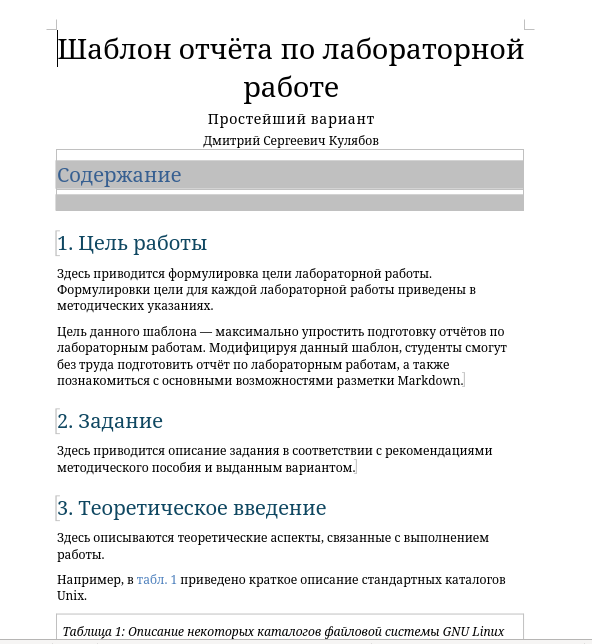 Шаблон отчёта по лабораторной
работе
Простейший вариант
Дмитрий Сергеевич Кулябов
Содержание
1. Цель работы
Здесь приводится формулировка цели лабораторной работы.
Формулировки цели для каждой лабораторной работы приведены в
методических указаниях.
Цель данного шаблона — максимально упростить подготовку отчётов по
лабораторным работам. Модифицируя данный шаблон, студенты смогут
без труда подготовить отчёт по лабораторным работам, а также
познакомиться с основными возможностями разметки Markdown.
2. Задание
Здесь приводится описание задания в соответствии с рекомендациями
методического пособия и выданным вариантом.
3. Теоретическое введение
Здесь описываются теоретические аспекты, связанные с выполнением
работы.
Например, в табл. 1 приведено краткое описание стандартных каталогов
Unix.
Таблица 1: Описание некоторых каталогов файловой системы GNU Linux